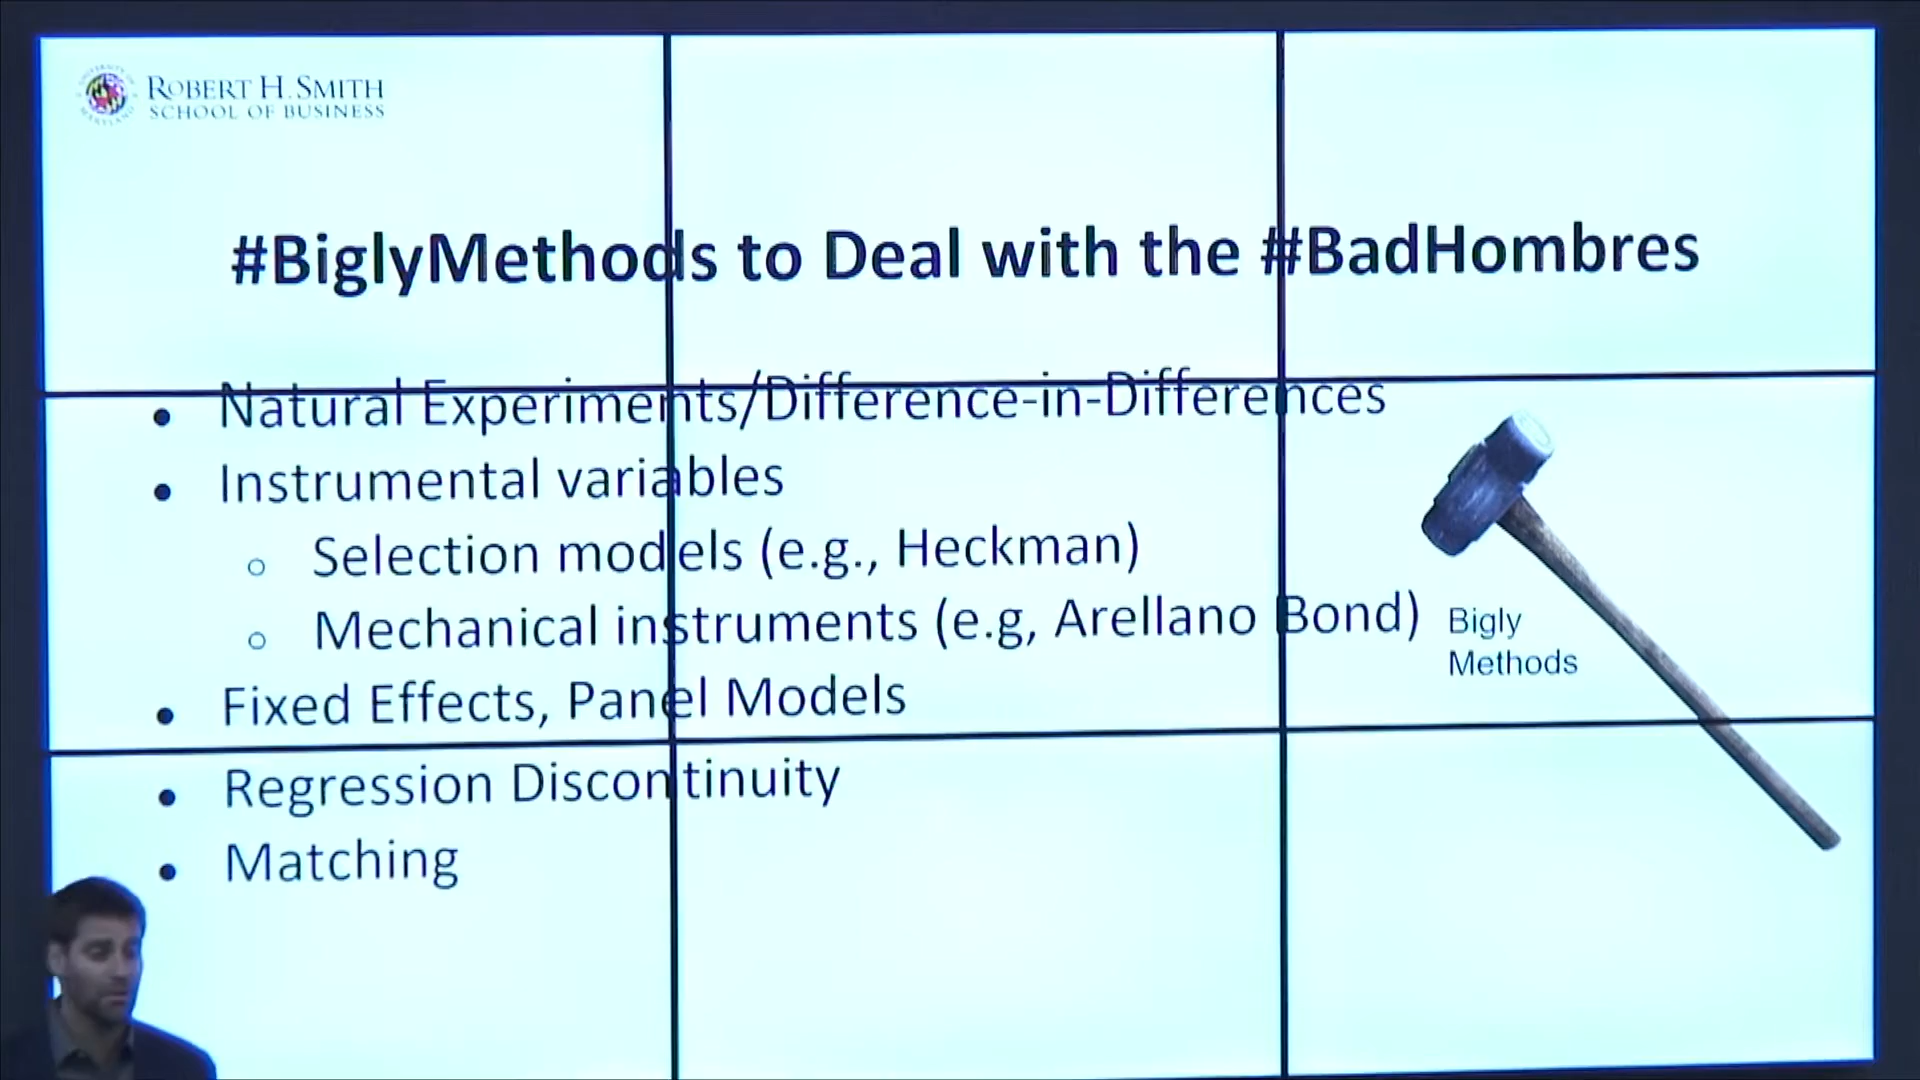 ROBERT H. SMITH
SCHOOL OF BUSINESS
#BiglyMethods to Deal with the #BadHombres
• Natural Experiments/Difference-in-Differences
• Instrumental variables
○ Selection models (e.g., Heckman)
○ Mechanical instruments (e.g, Arellano Bond)
• Fixed Effects, Panel Models
• Regression Discontinuity
• Matching
Bigly
Methods